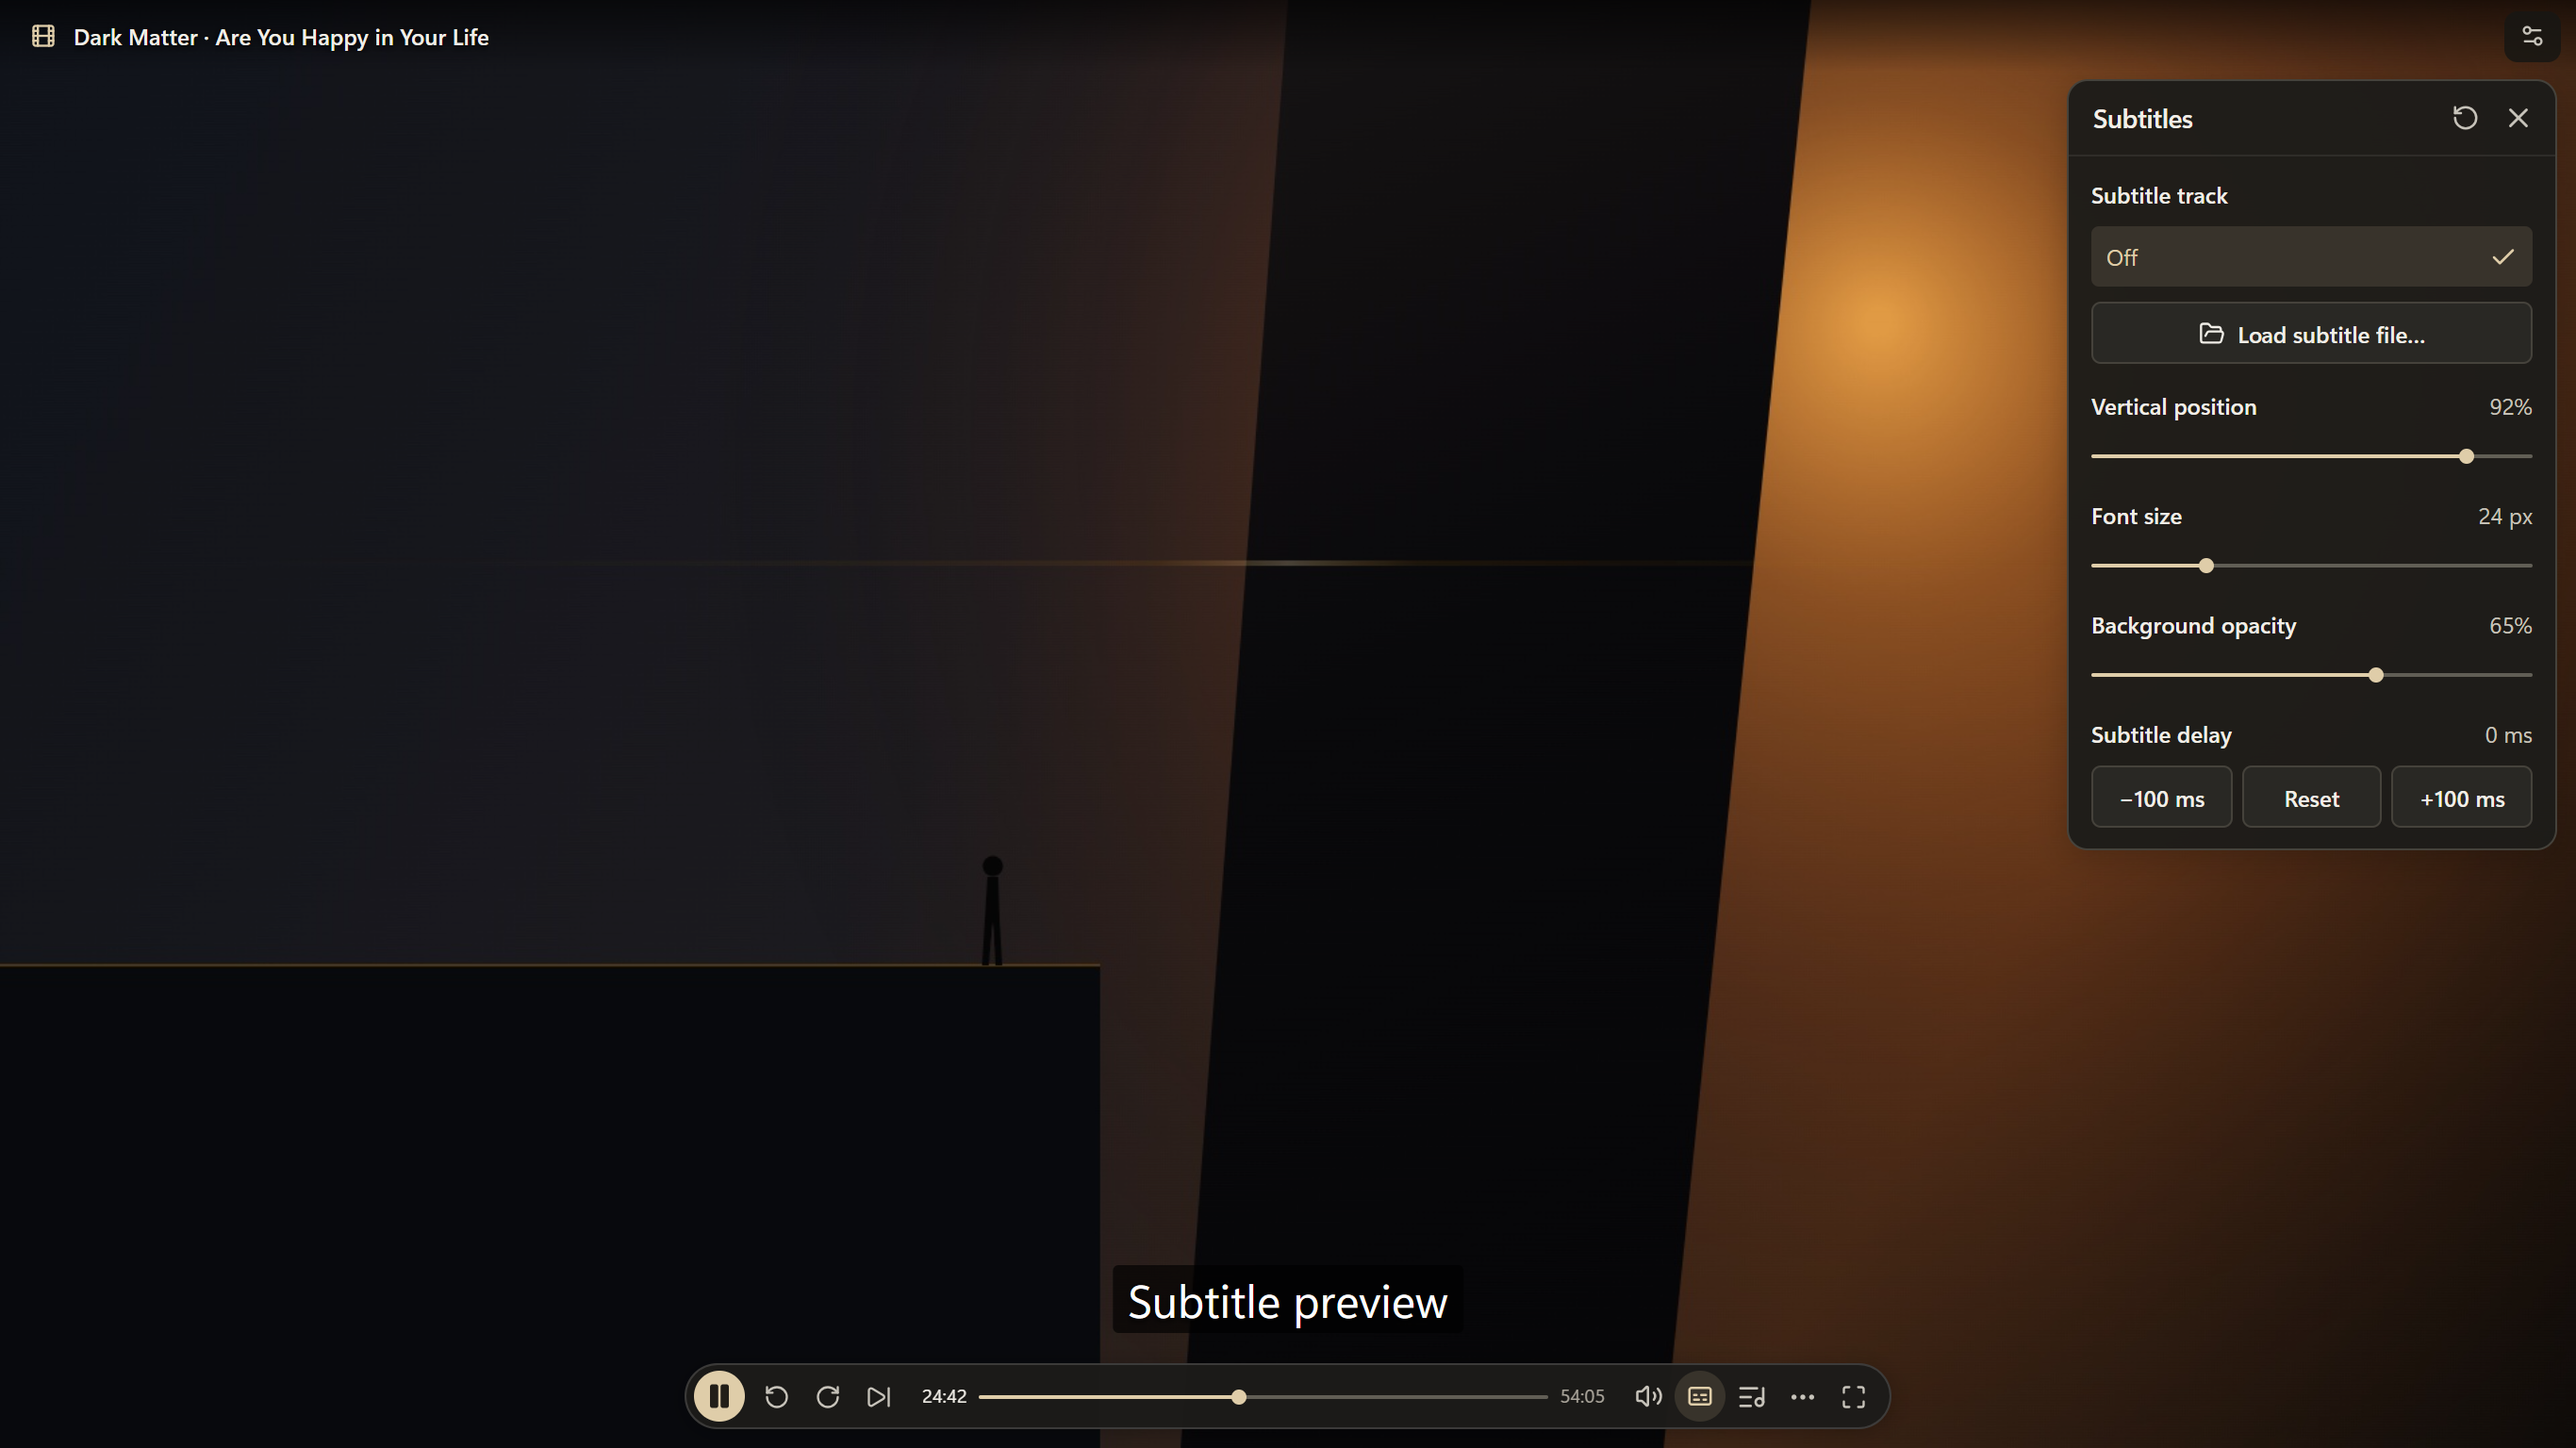 Dark Matter · Are You Happy in Your Life
Subtitles
Subtitle track
Off
Load subtitle file...
Vertical position 92%
Font size 24 px
Background opacity 65%
Subtitle delay 0 ms
−100 ms Reset +100 ms
Subtitle preview
24:42 54:05